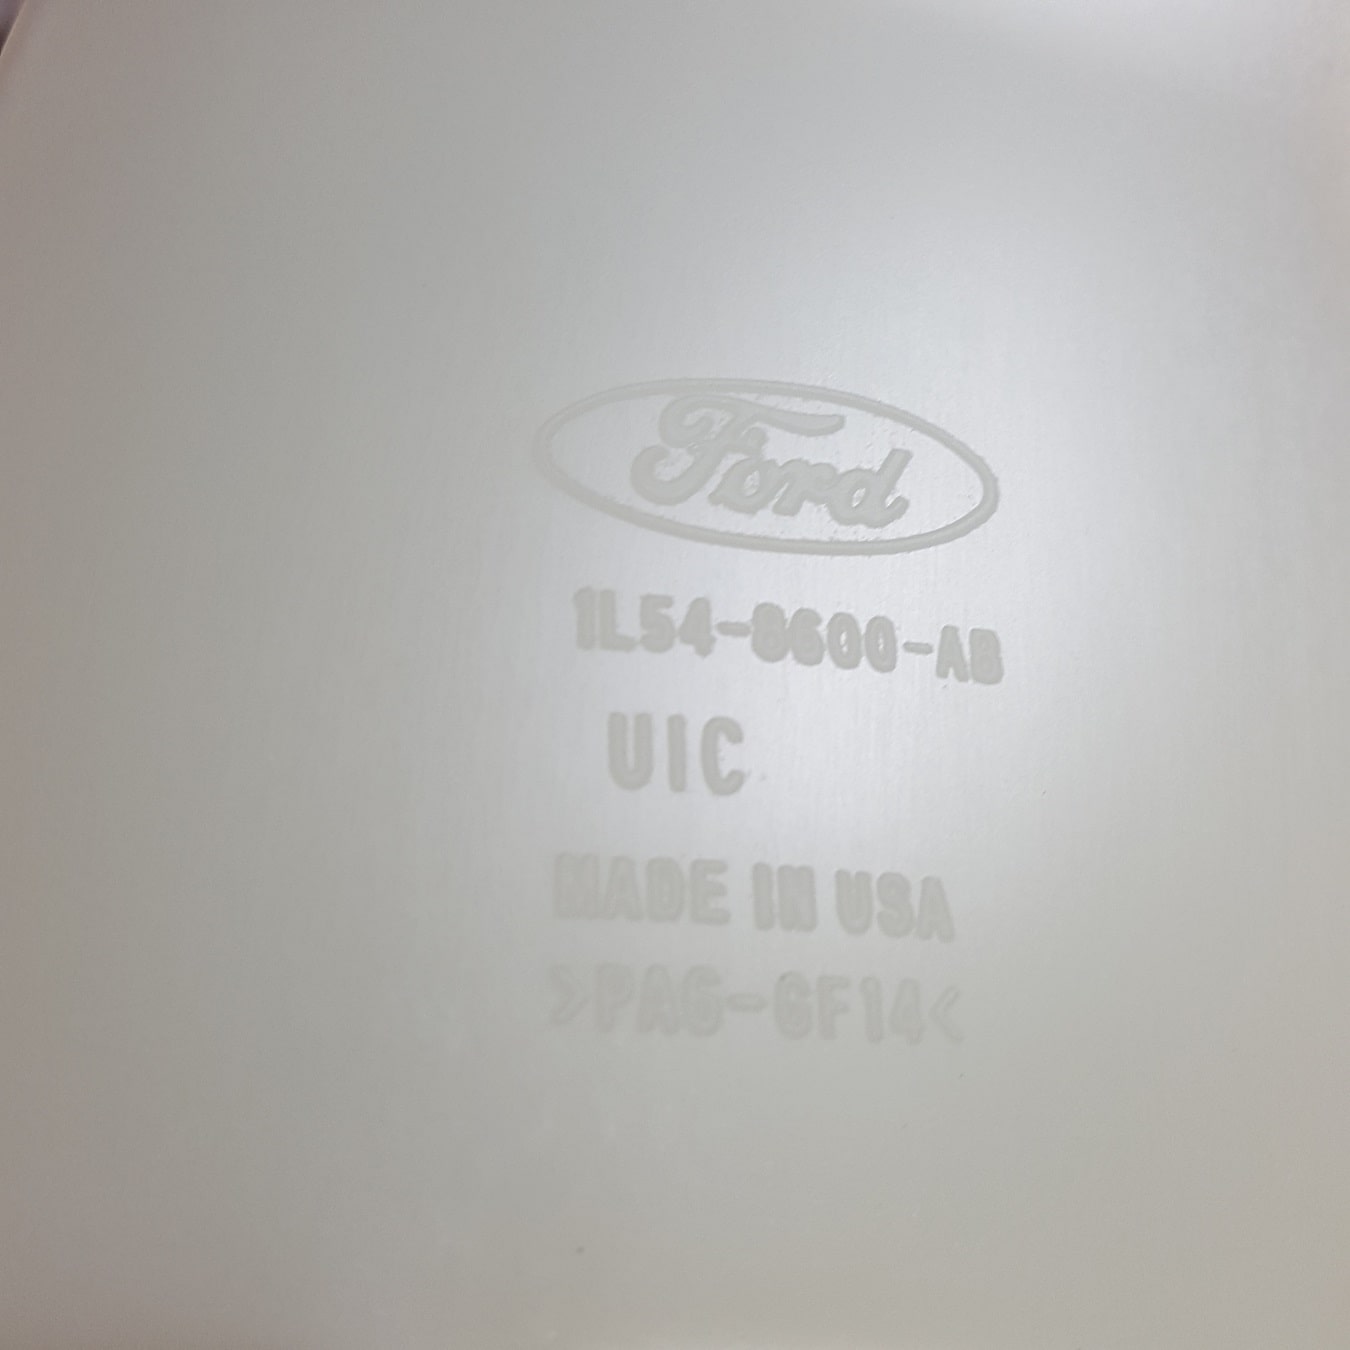 Ford
1L54-8600-AB
UIC
MADE IN USA
>PA6-GF14<